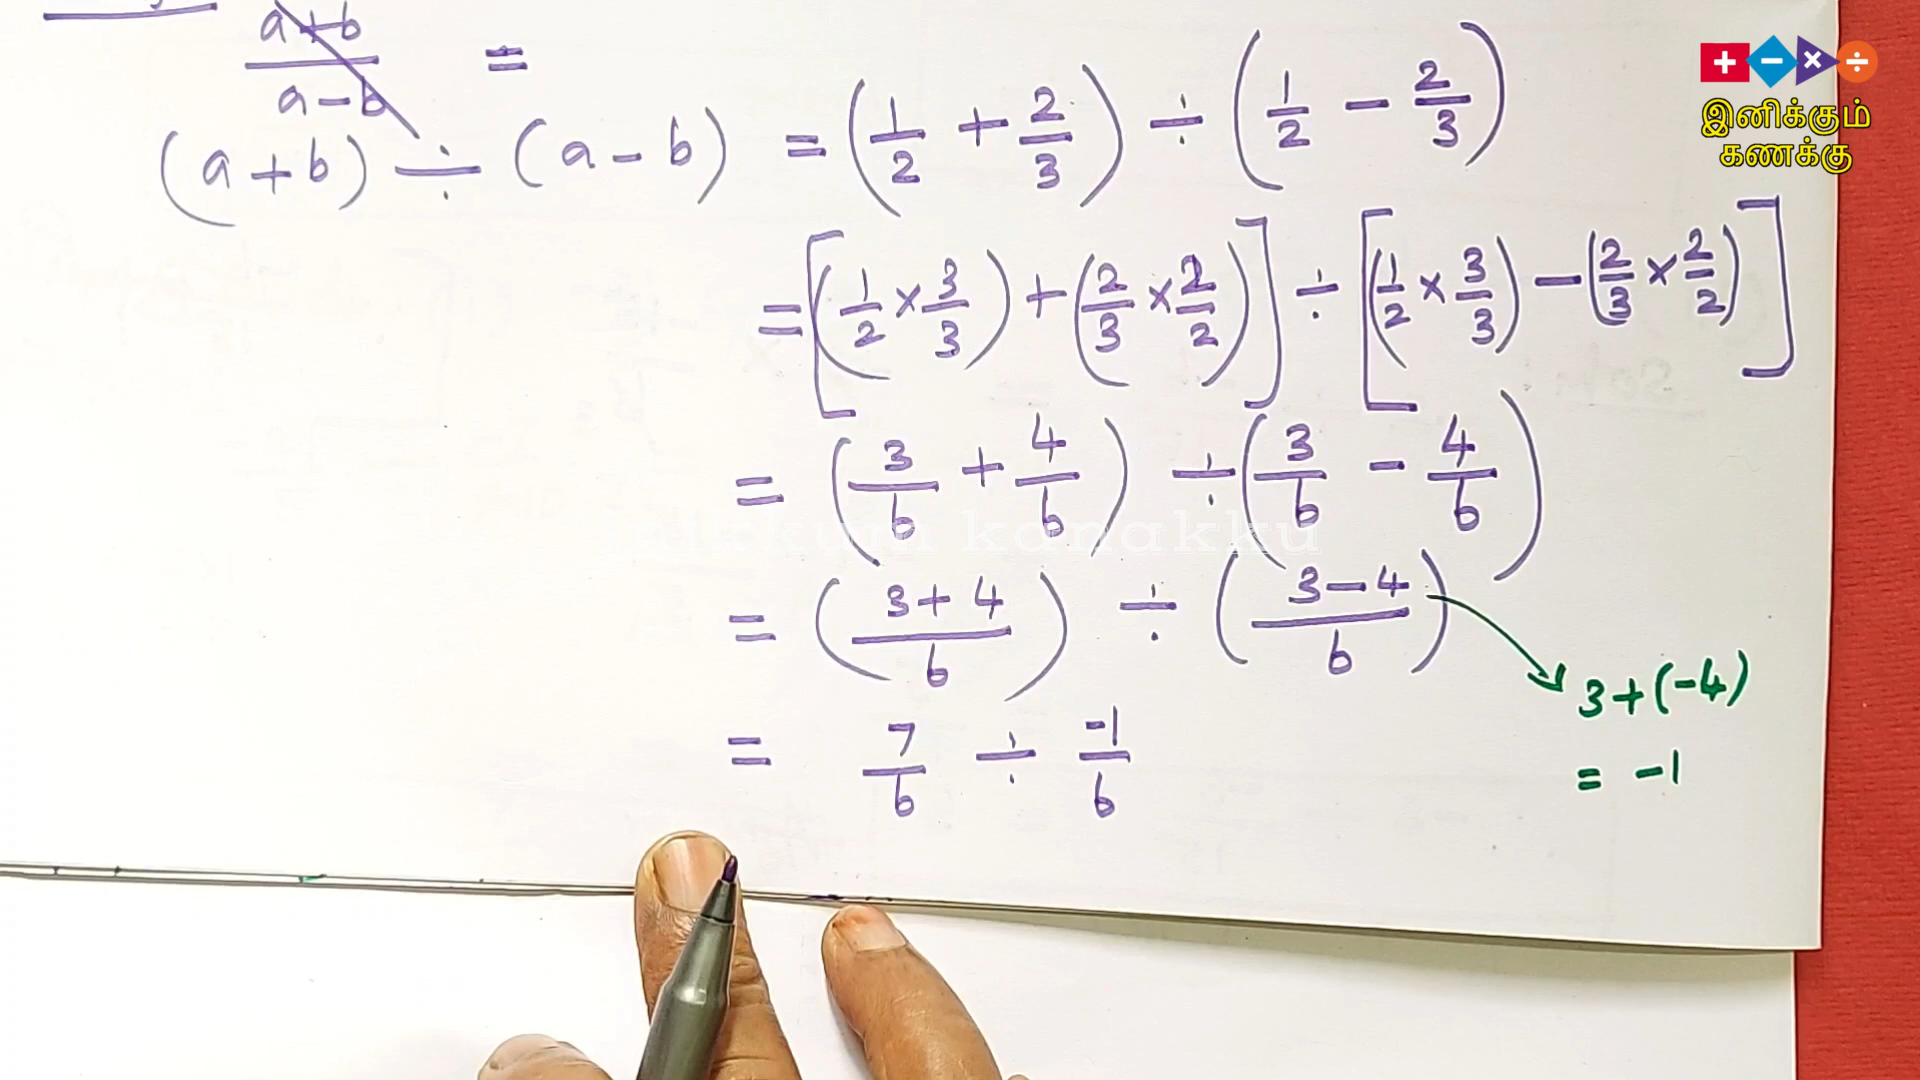 (a+b)/(a-b) =
(a+b) ÷ (a-b) = (1/2 + 2/3) ÷ (1/2 - 2/3)
= [(1/2 × 3/3) + (2/3 × 2/2)] ÷ [(1/2 × 3/3) - (2/3 × 2/2)]
= (3/6 + 4/6) ÷ (3/6 - 4/6)
= ((3+4)/6) ÷ ((3-4)/6)
3+(-4)
= -1
= 7/6 ÷ -1/6
+ - × ÷
இனிக்கும்
கணக்கு
kanakku